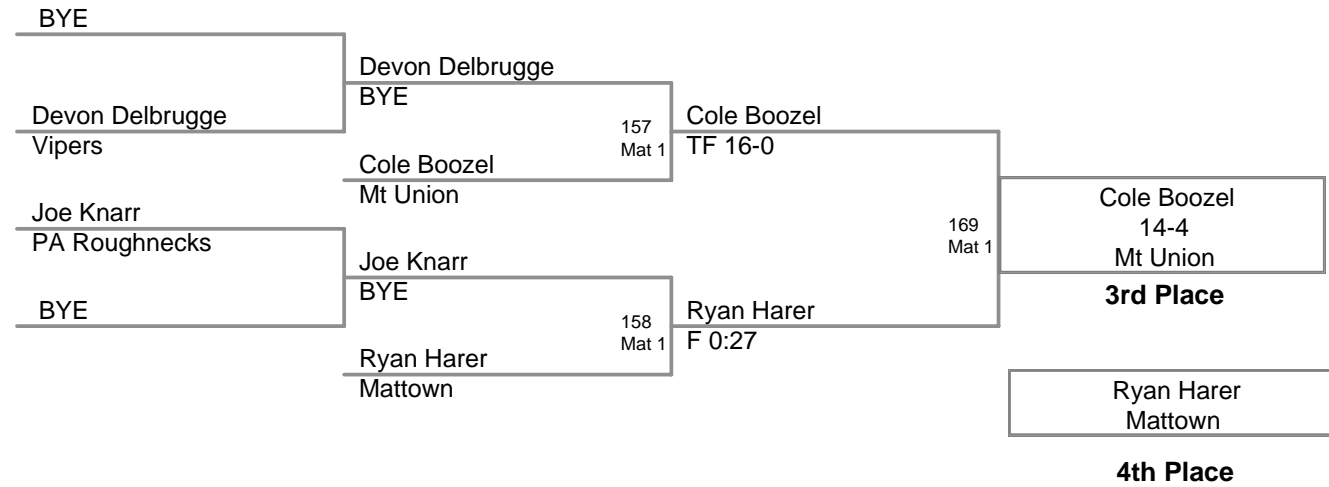 BYE
Devon Delbrugge
Vipers
Joe Knarr
PA Roughnecks
BYE
Devon Delbrugge
BYE
Cole Boozel
Mt Union
Joe Knarr
BYE
Ryan Harer
Mattown
157
Mat 1
158
Mat 1
Cole Boozel
TF 16-0
Ryan Harer
F 0:27
169
Mat 1
Cole Boozel
14-4
Mt Union
3rd Place
Ryan Harer
Mattown
4th Place